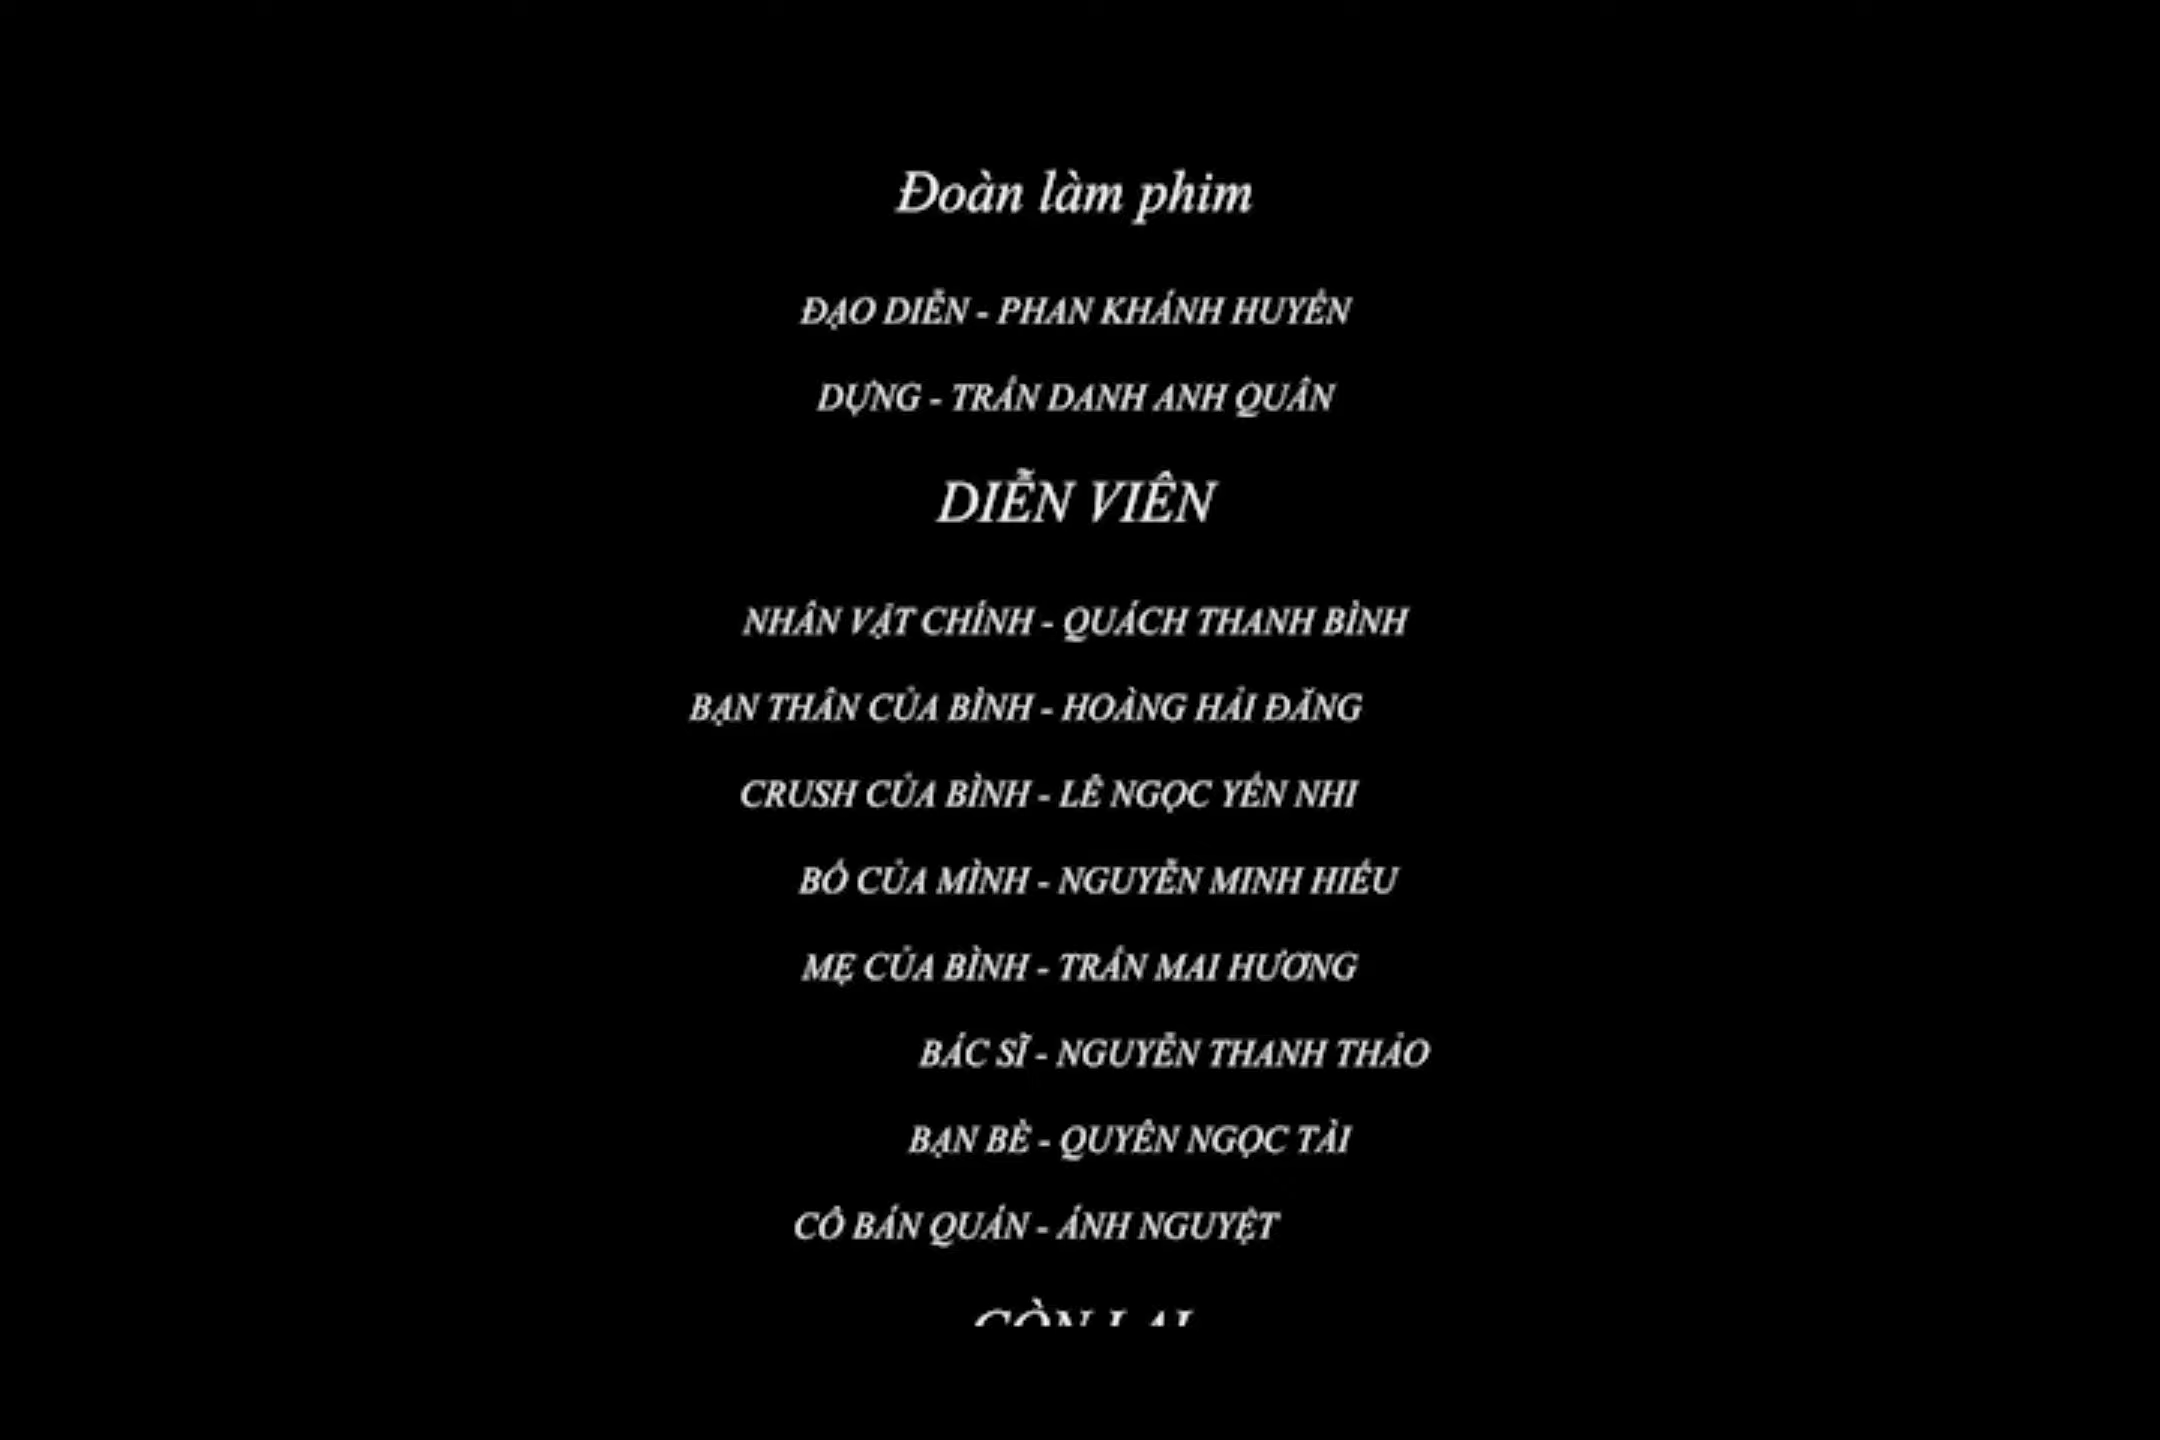 Đoàn làm phim
ĐẠO DIỄN - PHAN KHÁNH HUYỀN
DỰNG - TRẦN DANH ANH QUÂN
DIỄN VIÊN
NHÂN VẬT CHÍNH - QUÁCH THANH BÌNH
BẠN THÂN CỦA BÌNH - HOÀNG HẢI ĐĂNG
CRUSH CỦA BÌNH - LÊ NGỌC YẾN NHI
BỐ CỦA MÌNH - NGUYỄN MINH HIẾU
MẸ CỦA BÌNH - TRẦN MAI HƯƠNG
BÁC SĨ - NGUYỄN THANH THẢO
BẠN BÈ - QUYỀN NGỌC TÀI
CÔ BÁN QUÁN - ÁNH NGUYỆT
CÒN LẠI